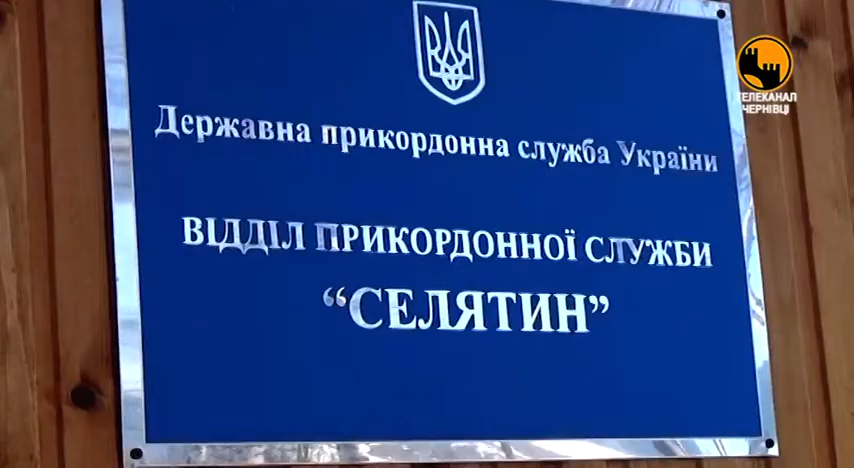 ТЕЛЕКАНАЛ
ЧЕРНІВЦІ
Державна прикордонна служба України
ВІДДІЛ ПРИКОРДОННОЇ СЛУЖБИ
“СЕЛЯТИН”